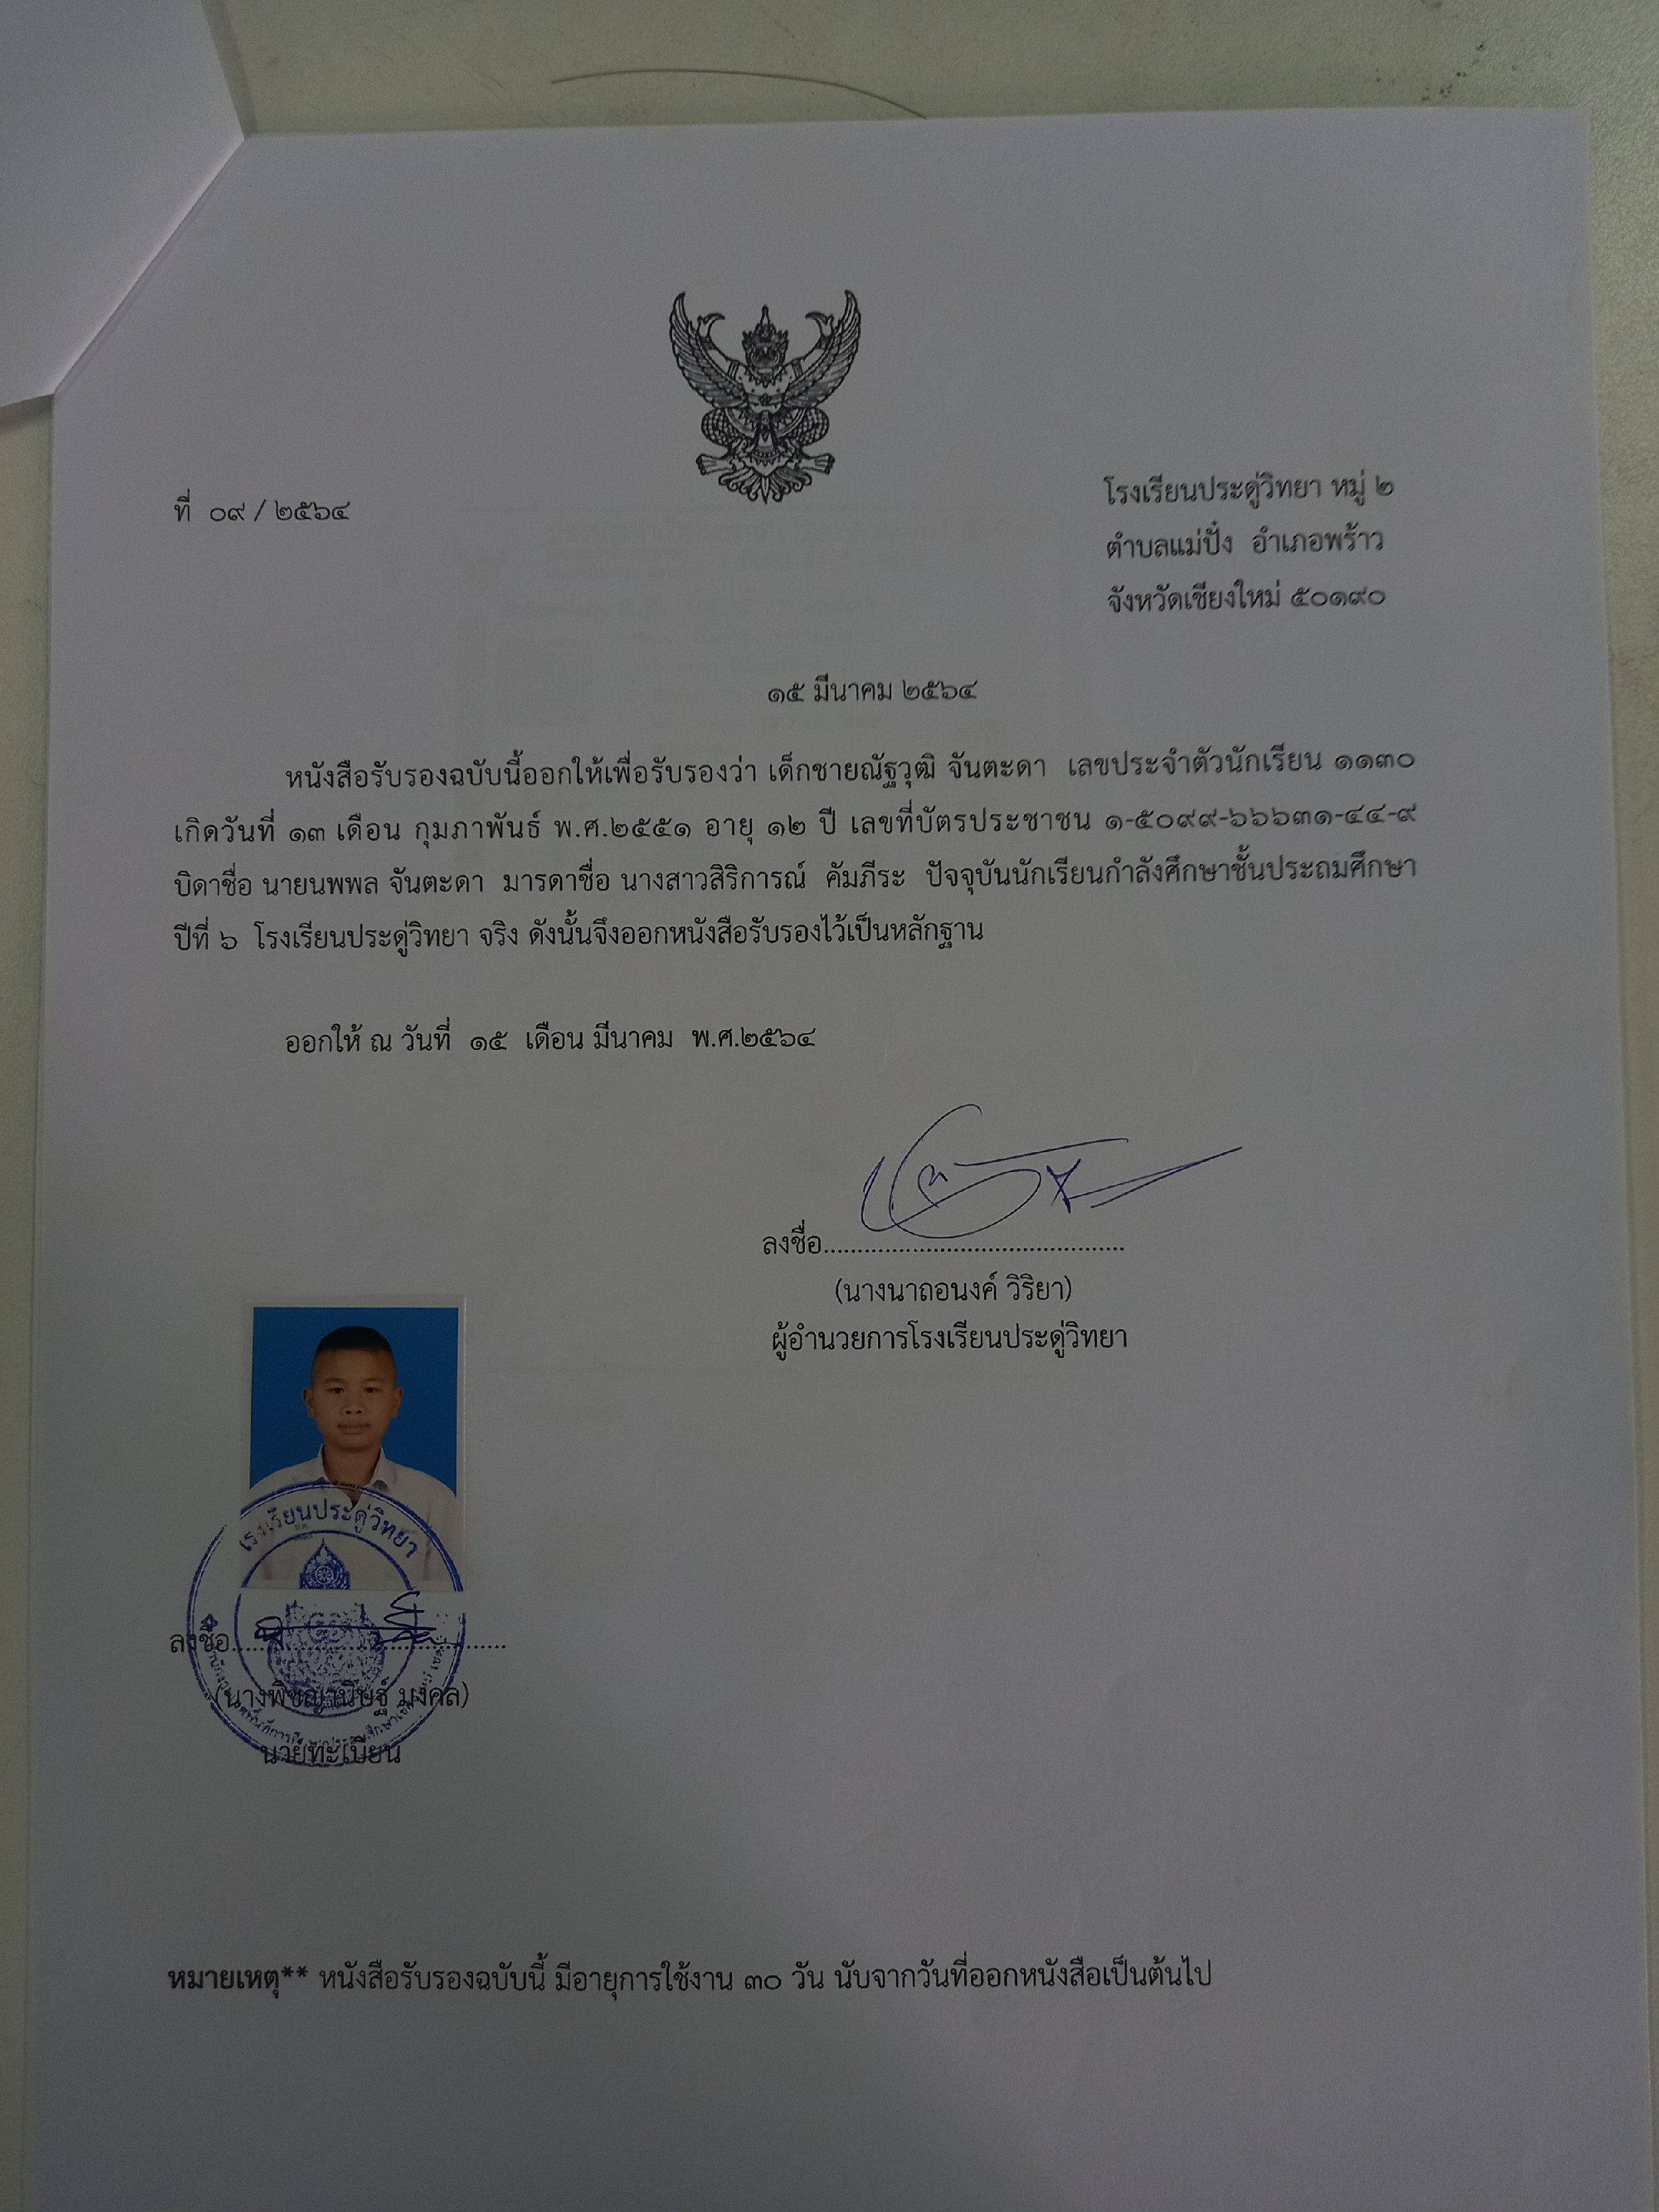 ที่ ๐๙ / ๒๕๖๔
โรงเรียนประดู่วิทยา หมู่ ๒
ตำบลแม่ปั๋ง อำเภอพร้าว
จังหวัดเชียงใหม่ ๕๐๑๙๐
๑๕ มีนาคม ๒๕๖๔
หนังสือรับรองฉบับนี้ออกให้เพื่อรับรองว่า เด็กชายณัฐวุฒิ จันตะดา เลขประจำตัวนักเรียน ๑๑๓๐
เกิดวันที่ ๑๓ เดือน กุมภาพันธ์ พ.ศ.๒๕๕๑ อายุ ๑๒ ปี เลขที่บัตรประชาชน ๑-๕๐๙๙-๖๖๖๓๑-๔๔-๙
บิดาชื่อ นายนพพล จันตะดา มารดาชื่อ นางสาวสิริการณ์ คัมภีระ ปัจจุบันนักเรียนกำลังศึกษาชั้นประถมศึกษา
ปีที่ ๖ โรงเรียนประดู่วิทยา จริง ดังนั้นจึงออกหนังสือรับรองไว้เป็นหลักฐาน
ออกให้ ณ วันที่ ๑๕ เดือน มีนาคม พ.ศ.๒๕๖๔
ลงชื่อ.............................................
(นางนาถอนงค์ วิริยา)
ผู้อำนวยการโรงเรียนประดู่วิทยา
โรงเรียนประดู่วิทยา
ลงชื่อ.........................................
(นางพิชญานิษฐ์ มงคล)
นายทะเบียน
หมายเหตุ** หนังสือรับรองฉบับนี้ มีอายุการใช้งาน ๓๐ วัน นับจากวันที่ออกหนังสือเป็นต้นไป